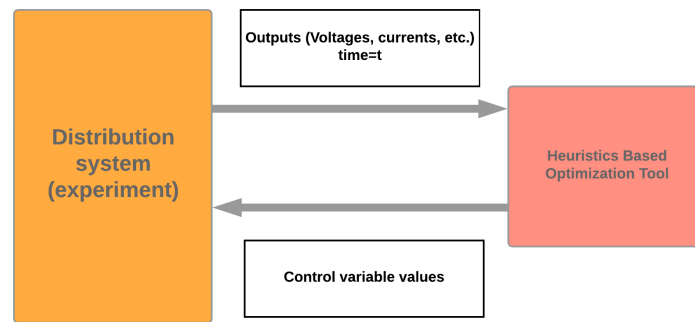 Outputs (Voltages, currents, etc.)
time=t
Distribution
system
(experiment)
Heuristics Based
Optimization Tool
Control variable values